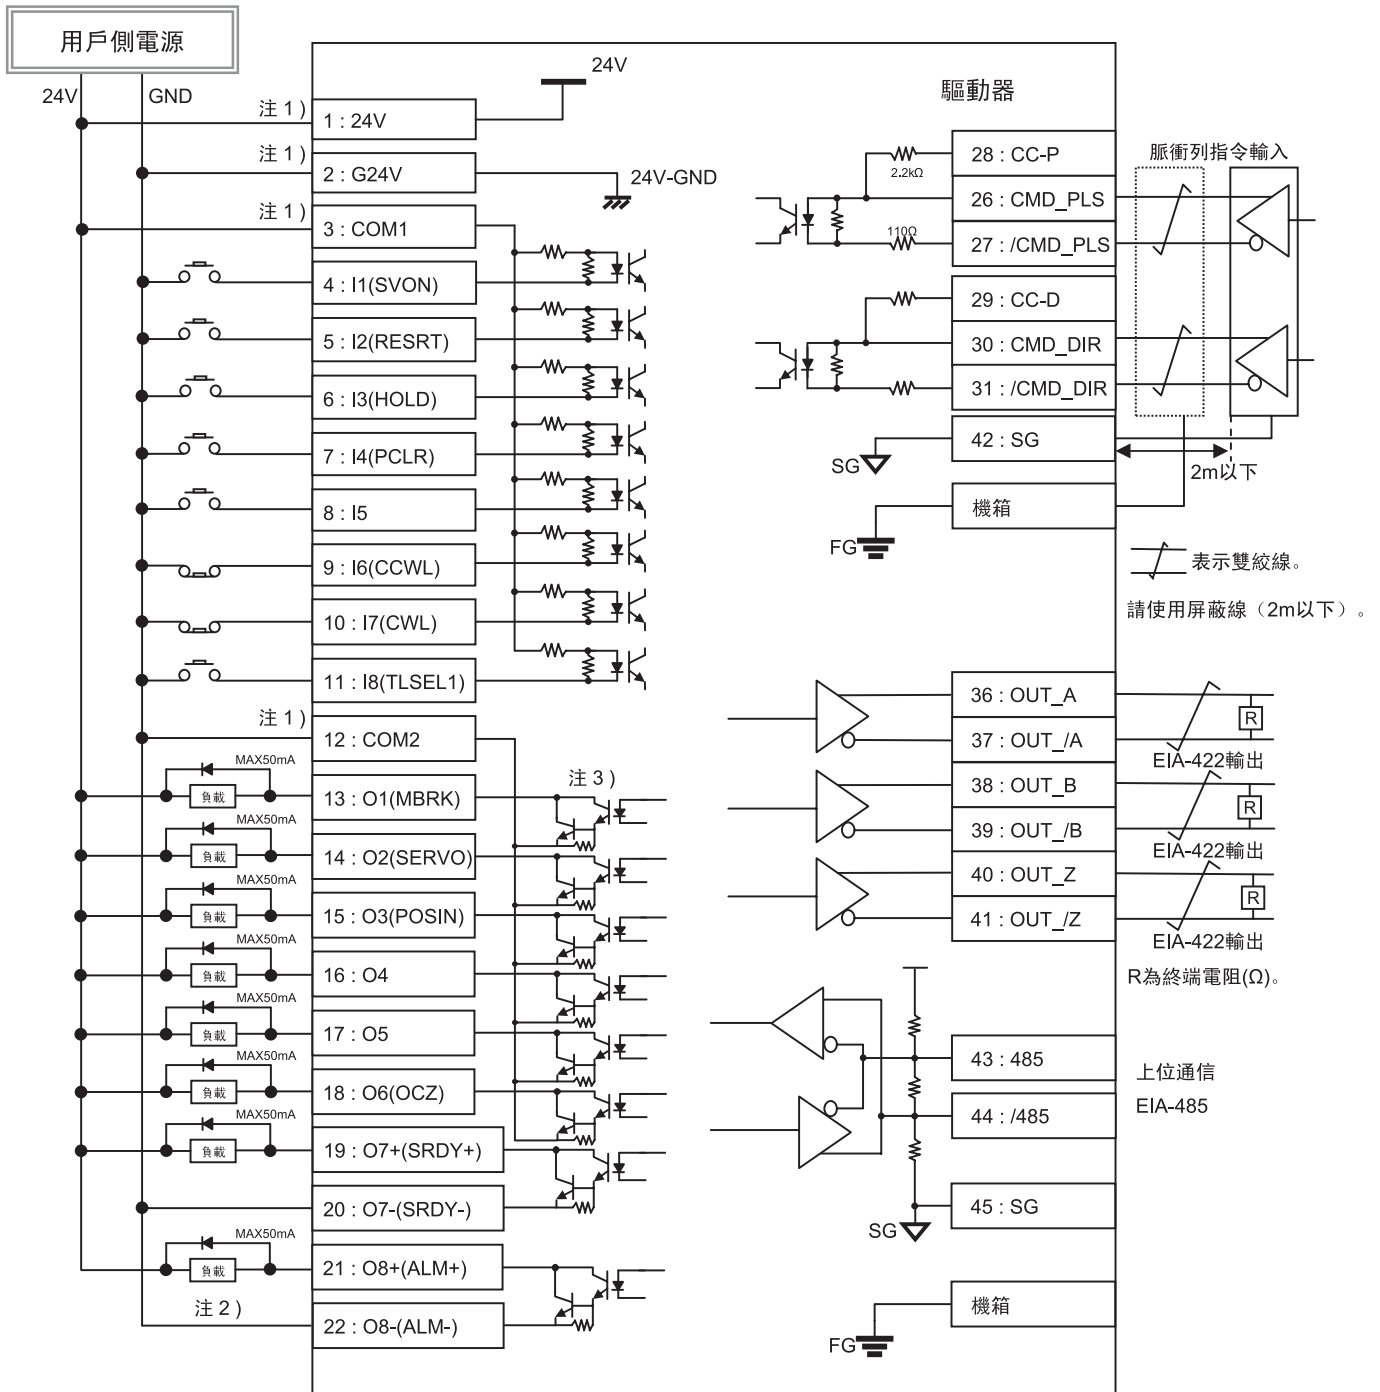 用戶側電源
24V
GND
24V
驅動器
注 1 )
1 : 24V
注 1 )
2 : G24V
24V-GND
注 1 )
3 : COM1
4 : I1(SVON)
5 : I2(RESRT)
6 : I3(HOLD)
7 : I4(PCLR)
8 : I5
9 : I6(CCWL)
10 : I7(CWL)
11 : I8(TLSEL1)
注 1 )
12 : COM2
MAX50mA
負載
13 : O1(MBRK)
注 3 )
MAX50mA
負載
14 : O2(SERVO)
MAX50mA
負載
15 : O3(POSIN)
MAX50mA
負載
16 : O4
MAX50mA
負載
17 : O5
MAX50mA
負載
18 : O6(OCZ)
MAX50mA
負載
19 : O7+(SRDY+)
20 : O7-(SRDY-)
MAX50mA
負載
21 : O8+(ALM+)
注 2 )
22 : O8-(ALM-)
28 : CC-P
2.2kΩ
脈衝列指令輸入
26 : CMD_PLS
110Ω
27 : /CMD_PLS
29 : CC-D
30 : CMD_DIR
31 : /CMD_DIR
42 : SG
SG
2m以下
機箱
FG
表示雙絞線。
請使用屏蔽線（2m以下）。
36 : OUT_A
R
37 : OUT_/A
EIA-422輸出
38 : OUT_B
R
39 : OUT_/B
EIA-422輸出
40 : OUT_Z
R
41 : OUT_/Z
EIA-422輸出
R為終端電阻(Ω)。
43 : 485
上位通信
44 : /485
EIA-485
45 : SG
SG
機箱
FG